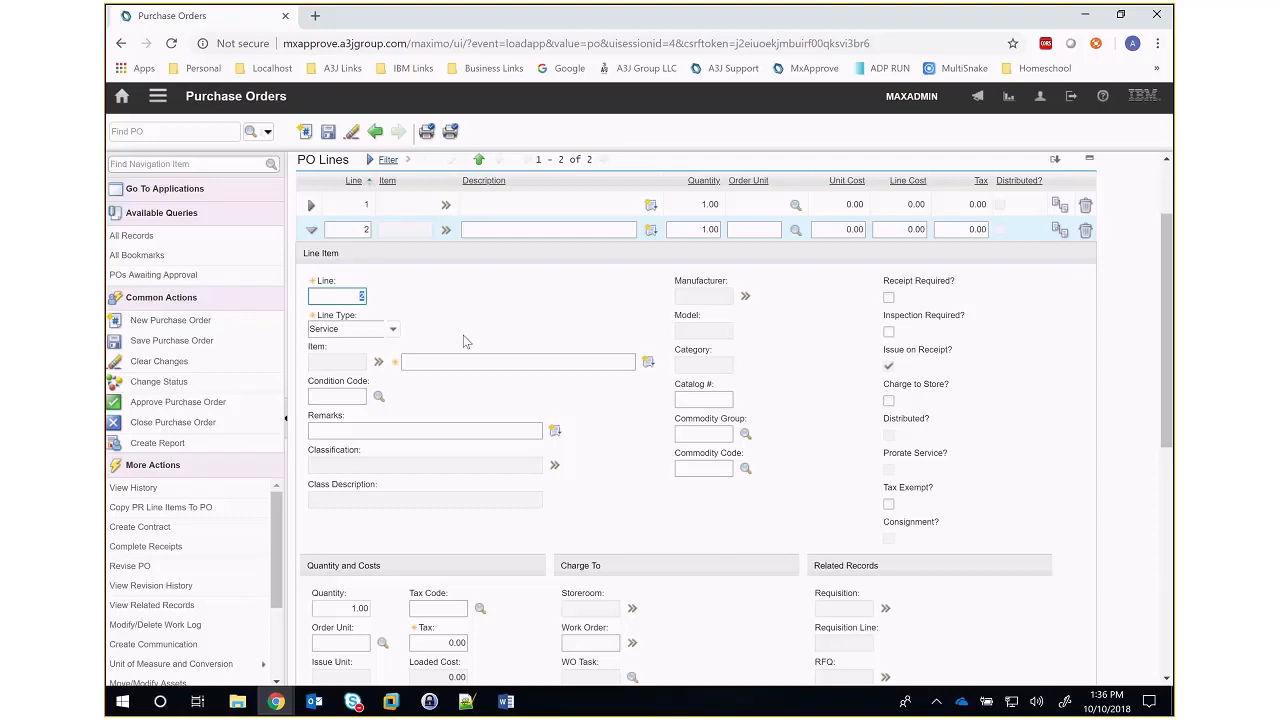 Purchase Orders
Not secure mxapprove.a3jgroup.com/maximo/ui/?event=loadapp&value=po&uisessionid=4&csrftoken=j2eiuoekjmbuirf00qksvi3br6
CORS A
Apps Personal Localhost A3J Links IBM Links Business Links Google A3J Group LLC A3J Support MxApprove ADP RUN MultiSnake Homeschool »
Purchase Orders MAXADMIN IBM
Find PO
Find Navigation Item
Go To Applications
Available Queries
All Records
All Bookmarks
POs Awaiting Approval
Common Actions
New Purchase Order
Save Purchase Order
Clear Changes
Change Status
Approve Purchase Order
Close Purchase Order
Create Report
More Actions
View History
Copy PR Line Items To PO
Create Contract
Complete Receipts
Revise PO
View Revision History
View Related Records
Modify/Delete Work Log
Create Communication
Unit of Measure and Conversion
Move/Modify Assets
PO Lines Filter 1 - 2 of 2
Line Item Description Quantity Order Unit Unit Cost Line Cost Tax Distributed?
1 1.00 0.00 0.00 0.00
2 1.00 0.00 0.00 0.00
Line Item
Line:
2
Line Type:
Service
Item:
Condition Code:
Remarks:
Classification:
Class Description:
Manufacturer:
Model:
Category:
Catalog #:
Commodity Group:
Commodity Code:
Receipt Required?
Inspection Required?
Issue on Receipt?
Charge to Store?
Distributed?
Prorate Service?
Tax Exempt?
Consignment?
Quantity and Costs
Quantity: Tax Code:
1.00
Order Unit: Tax:
0.00
Issue Unit: Loaded Cost:
0.00
Charge To
Storeroom:
Work Order:
WO Task:
Related Records
Requisition:
Requisition Line:
RFQ:
1:36 PM
10/10/2018